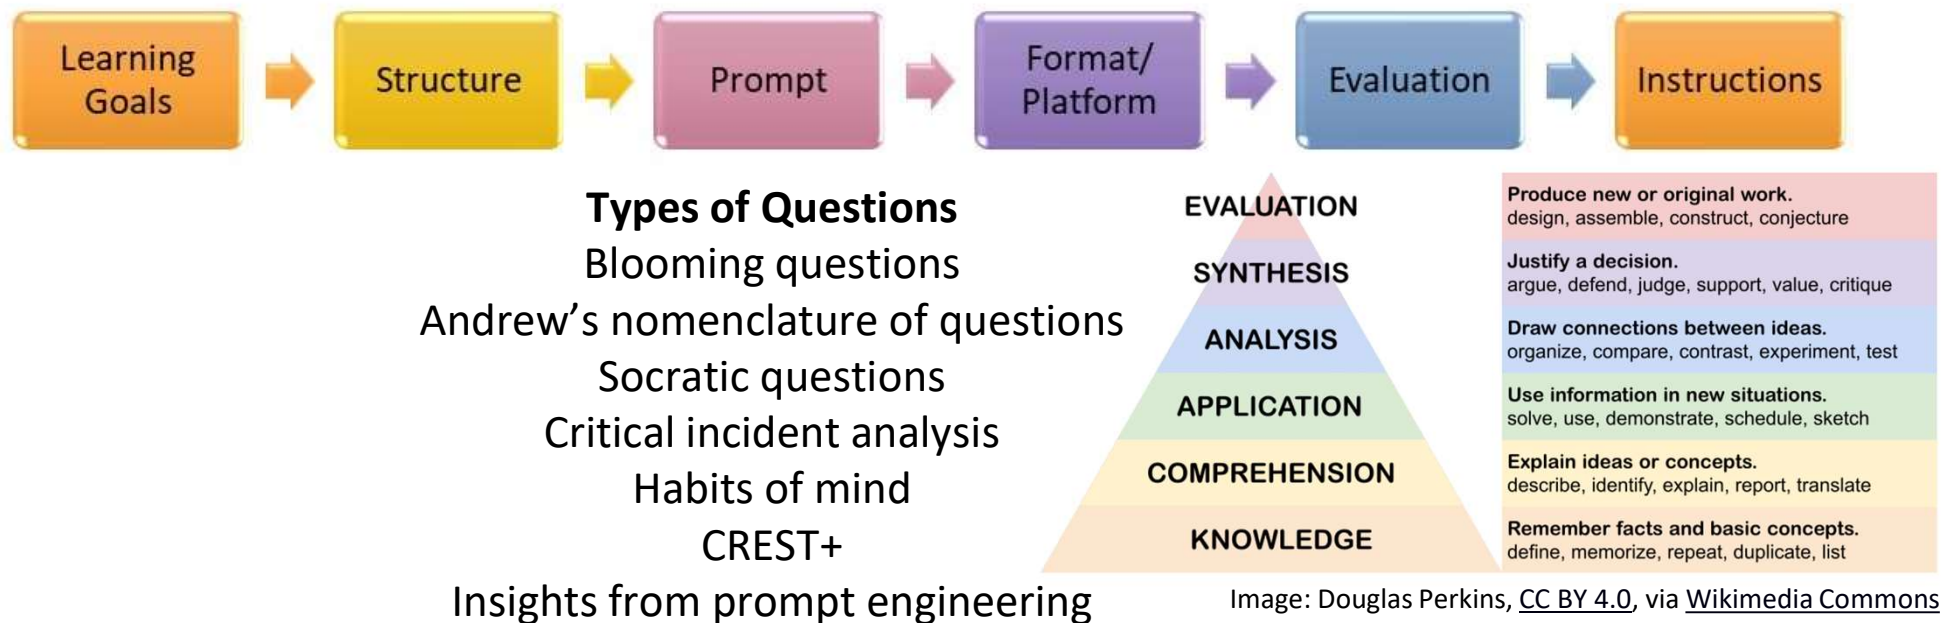 Learning
Goals
Structure
Prompt
Format/
Platform
Evaluation
Instructions
Types of Questions
Blooming questions
Andrew’s nomenclature of questions
Socratic questions
Critical incident analysis
Habits of mind
CREST+
Insights from prompt engineering
EVALUATION
SYNTHESIS
ANALYSIS
APPLICATION
COMPREHENSION
KNOWLEDGE
Produce new or original work.
design, assemble, construct, conjecture
Justify a decision.
argue, defend, judge, support, value, critique
Draw connections between ideas.
organize, compare, contrast, experiment, test
Use information in new situations.
solve, use, demonstrate, schedule, sketch
Explain ideas or concepts.
describe, identify, explain, report, translate
Remember facts and basic concepts.
define, memorize, repeat, duplicate, list
Image: Douglas Perkins, CC BY 4.0, via Wikimedia Commons